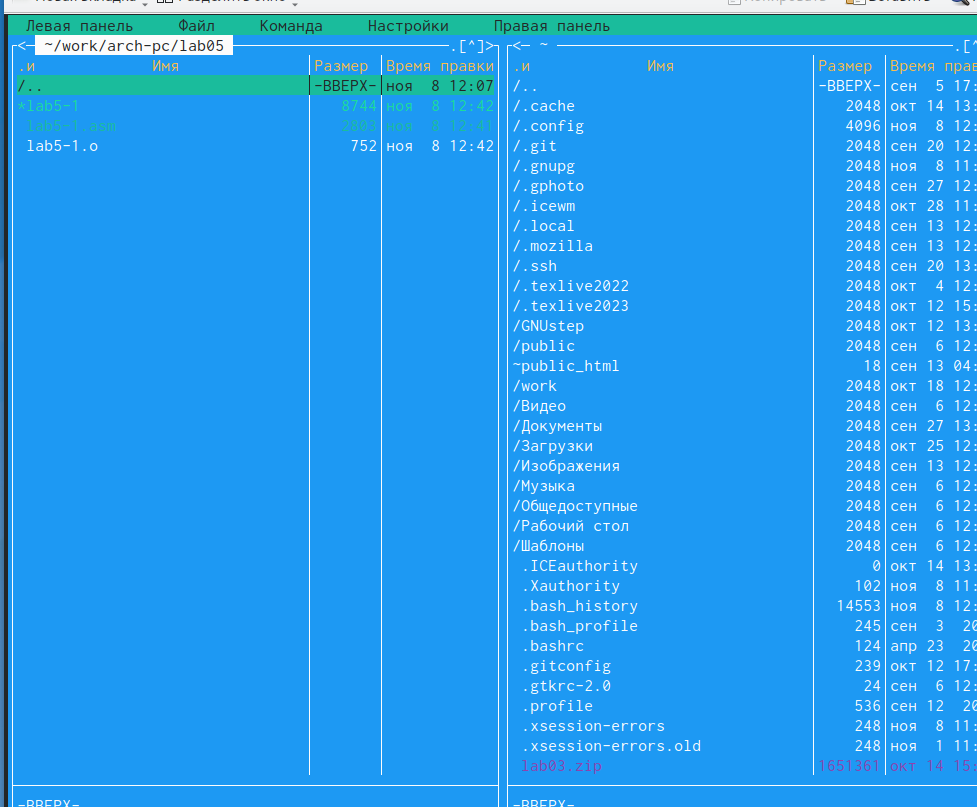 Левая панель Файл Команда Настройки Правая панель
<─ ~/work/arch-pc/lab05 .[^]>
.и Имя Размер Время правки
/.. -ВВЕРХ- ноя 8 12:07
*lab5-1 8744 ноя 8 12:42
lab5-1.asm 2803 ноя 8 12:41
lab5-1.o 752 ноя 8 12:42
-ВВЕРХ-
<─ ~ .[^
.и Имя Размер Время прав
/.. -ВВЕРХ- сен 5 17:
/.cache 2048 окт 14 13:
/.config 4096 ноя 8 12:
/.git 2048 сен 20 12:
/.gnupg 2048 ноя 8 11:
/.gphoto 2048 сен 27 12:
/.icewm 2048 окт 28 11:
/.local 2048 сен 13 12:
/.mozilla 2048 сен 13 12:
/.ssh 2048 сен 20 13:
/.texlive2022 2048 окт 4 12:
/.texlive2023 2048 окт 12 15:
/GNUstep 2048 окт 12 13:
/public 2048 сен 6 12:
~public_html 18 сен 13 04:
/work 2048 окт 18 12:
/Видео 2048 сен 6 12:
/Документы 2048 сен 27 13:
/Загрузки 2048 окт 25 12:
/Изображения 2048 сен 13 12:
/Музыка 2048 сен 6 12:
/Общедоступные 2048 сен 6 12:
/Рабочий стол 2048 сен 6 12:
/Шаблоны 2048 сен 6 12:
.ICEauthority 0 окт 14 13:
.Xauthority 102 ноя 8 11:
.bash_history 14553 ноя 8 12:
.bash_profile 245 сен 3 20
.bashrc 124 апр 23 20
.gitconfig 239 окт 12 17:
.gtkrc-2.0 24 сен 6 12:
.profile 536 сен 12 20
.xsession-errors 248 ноя 8 11:
.xsession-errors.old 248 ноя 1 11:
lab03.zip 1651361 окт 14 15:
-ВВЕРХ-